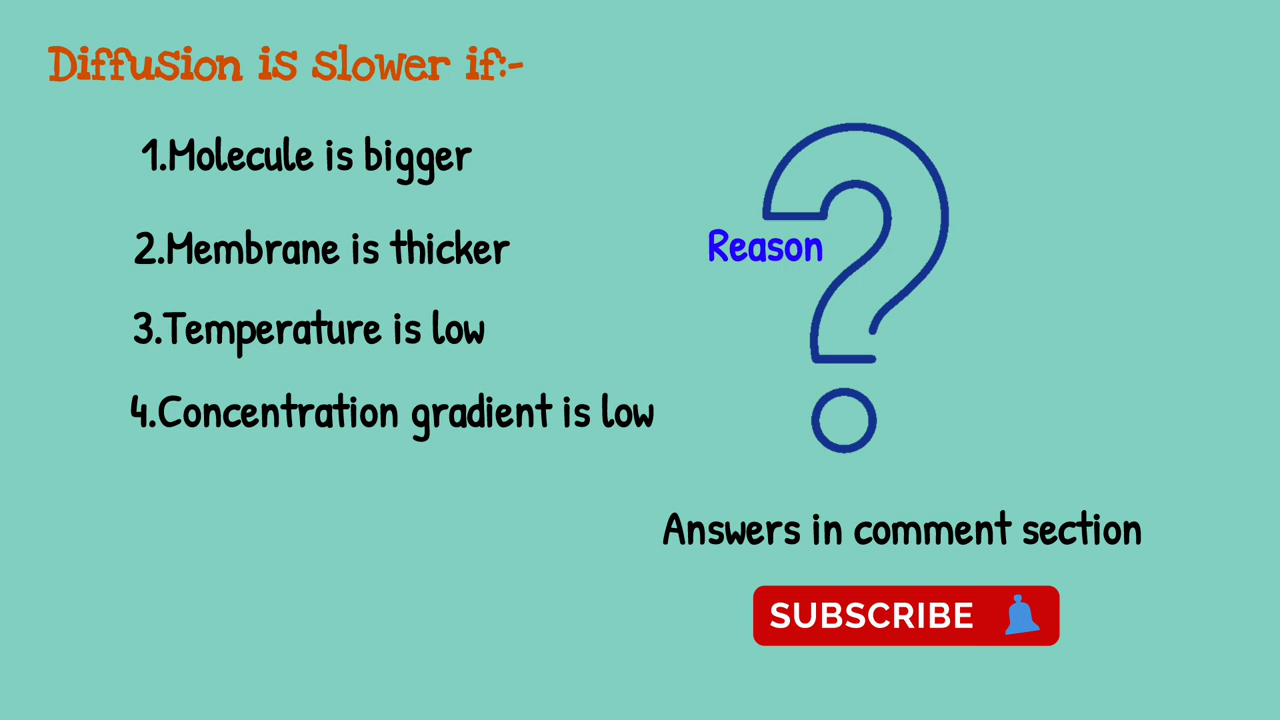 Diffusion is slower if:-
1.Molecule is bigger
2.Membrane is thicker
3.Temperature is low
4.Concentration gradient is low
Reason
Answers in comment section
SUBSCRIBE